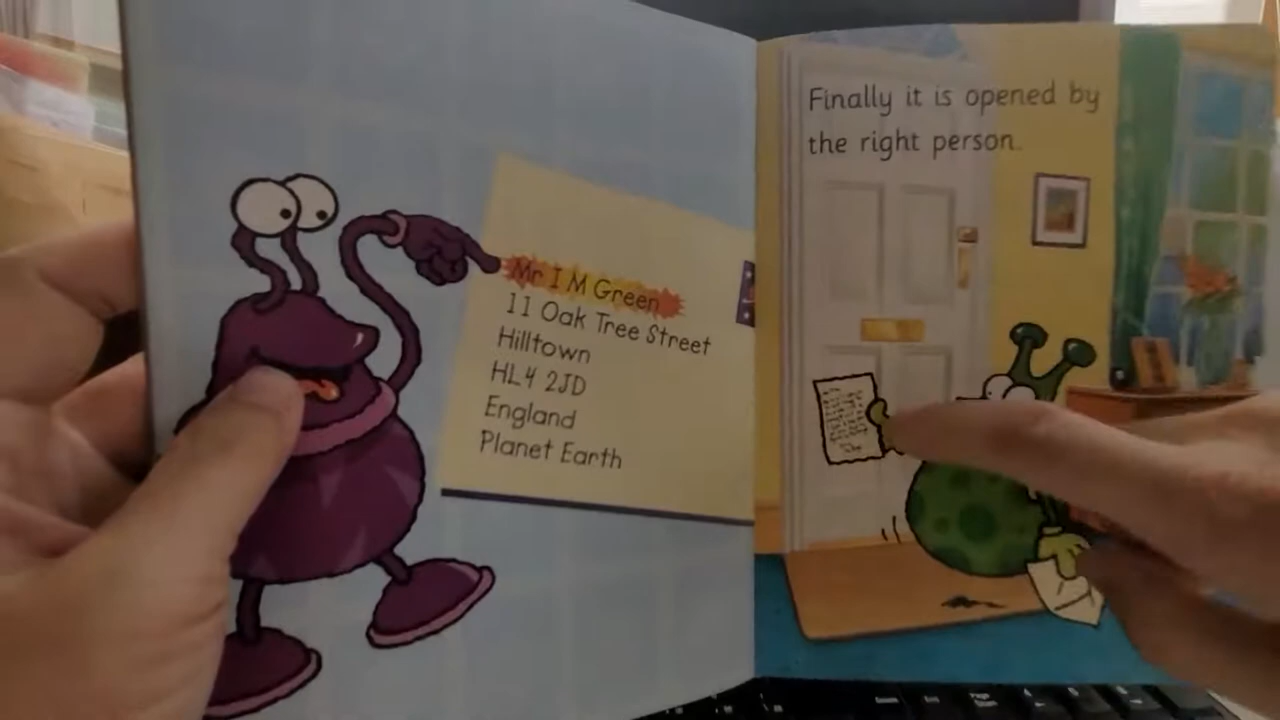 Mr I M Green
11 Oak Tree Street
Hilltown
HL4 2JD
England
Planet Earth
Finally it is opened by
the right person.